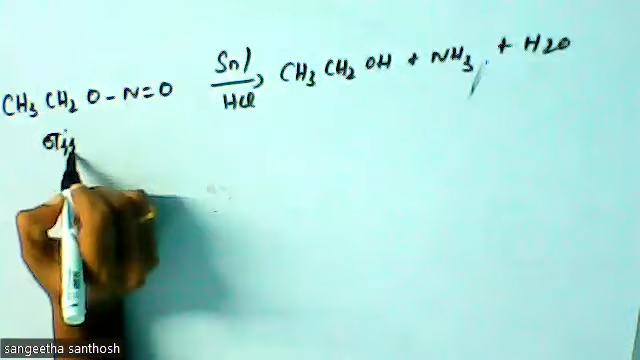 CH3 CH2 O-N=O Sn/HCl → CH3 CH2 OH + NH3 + H2O
sangeetha santhosh